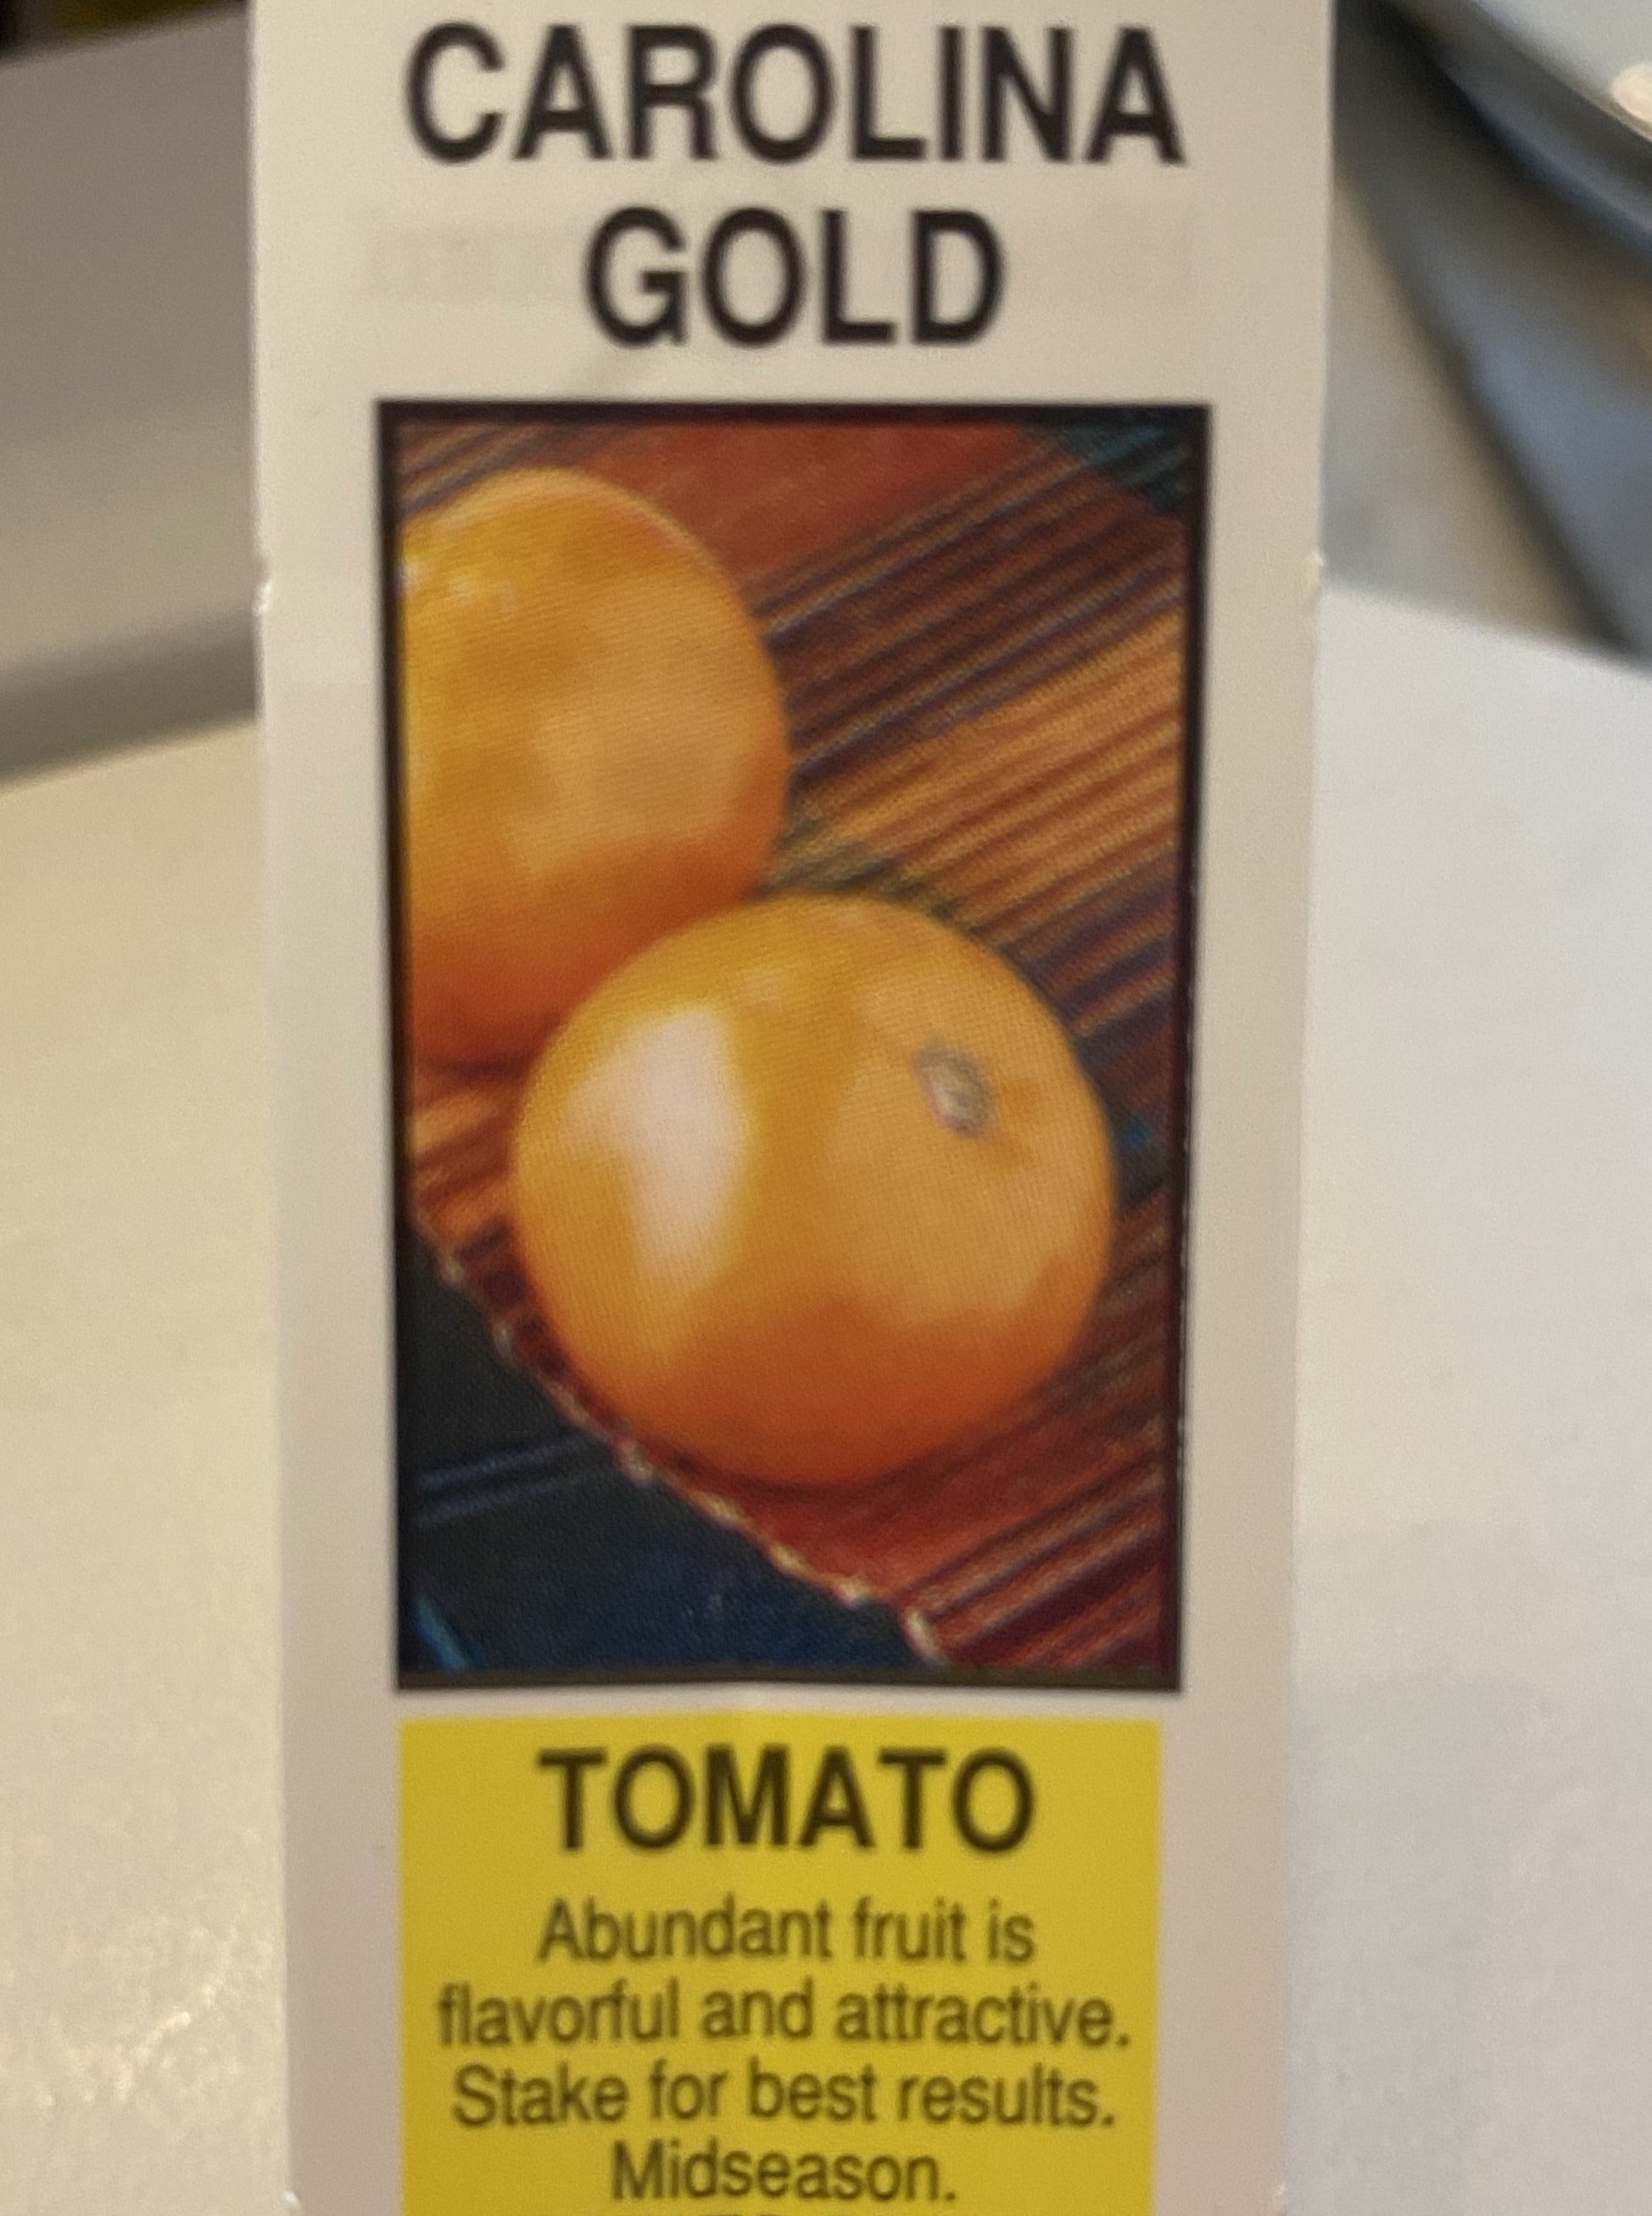 CAROLINA
GOLD
TOMATO
Abundant fruit is
flavorful and attractive.
Stake for best results.
Midseason.